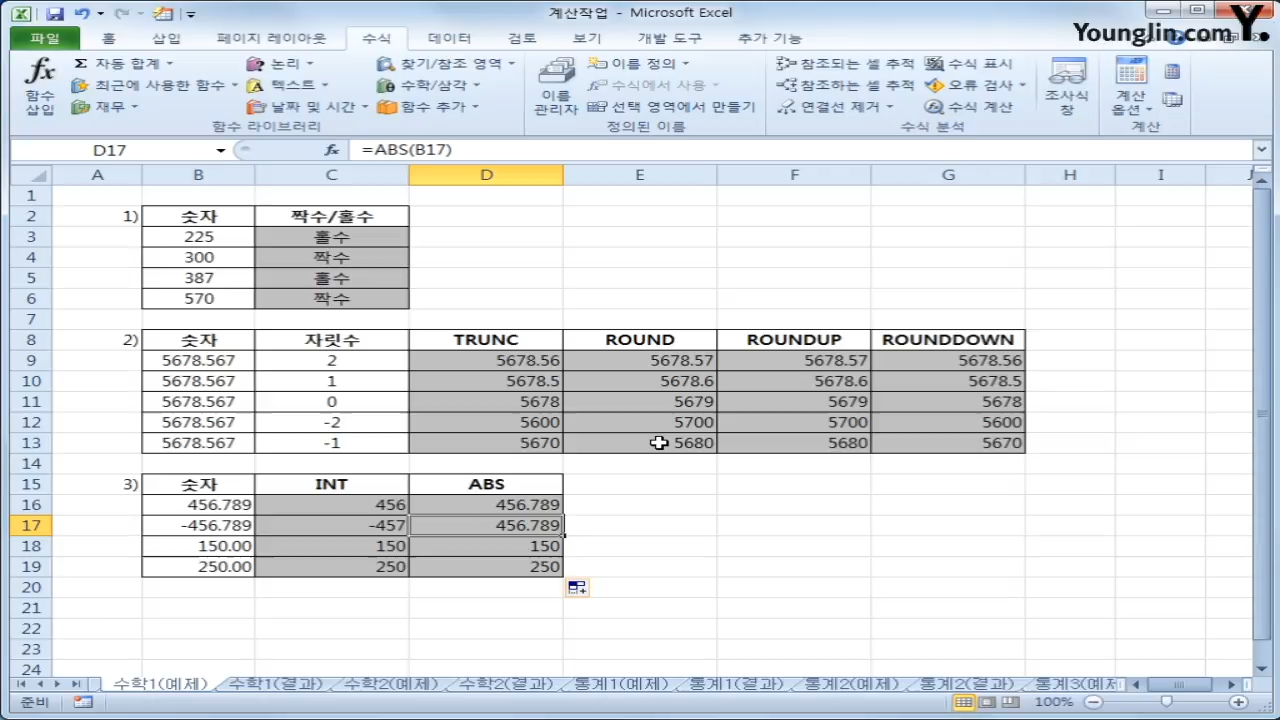 계산작업 - Microsoft Excel
Younglin.com Y.
파일 홈 삽입 페이지 레이아웃 수식 데이터 검토 보기 개발 도구 추가 기능
fx 함수 삽입
Σ 자동 합계 논리 찾기/참조 영역
최근에 사용한 함수 텍스트 수학/삼각
재무 날짜 및 시간 함수 추가
함수 라이브러리
이름 관리자
이름 정의
수식에서 사용
선택 영역에서 만들기
정의된 이름
참조되는 셀 추적 수식 표시
참조하는 셀 추적 오류 검사
연결선 제거 수식 계산
수식 분석
조사식 창
계산 옵션
계산
D17 fx =ABS(B17)
A B C D E F G H I J
1
2 1) 숫자 짝수/홀수
3 225 홀수
4 300 짝수
5 387 홀수
6 570 짝수
7
8 2) 숫자 자릿수 TRUNC ROUND ROUNDUP ROUNDDOWN
9 5678.567 2 5678.56 5678.57 5678.57 5678.56
10 5678.567 1 5678.5 5678.6 5678.6 5678.5
11 5678.567 0 5678 5679 5679 5678
12 5678.567 -2 5600 5700 5700 5600
13 5678.567 -1 5670 5680 5680 5670
14
15 3) 숫자 INT ABS
16 456.789 456 456.789
17 -456.789 -457 456.789
18 150.00 150 150
19 250.00 250 250
20
21
22
23
24
수학1(예제) 수학1(결과) 수학2(예제) 수학2(결과) 통계1(예제) 통계1(결과) 통계2(예제) 통계2(결과) 통계3(예제
준비 100%